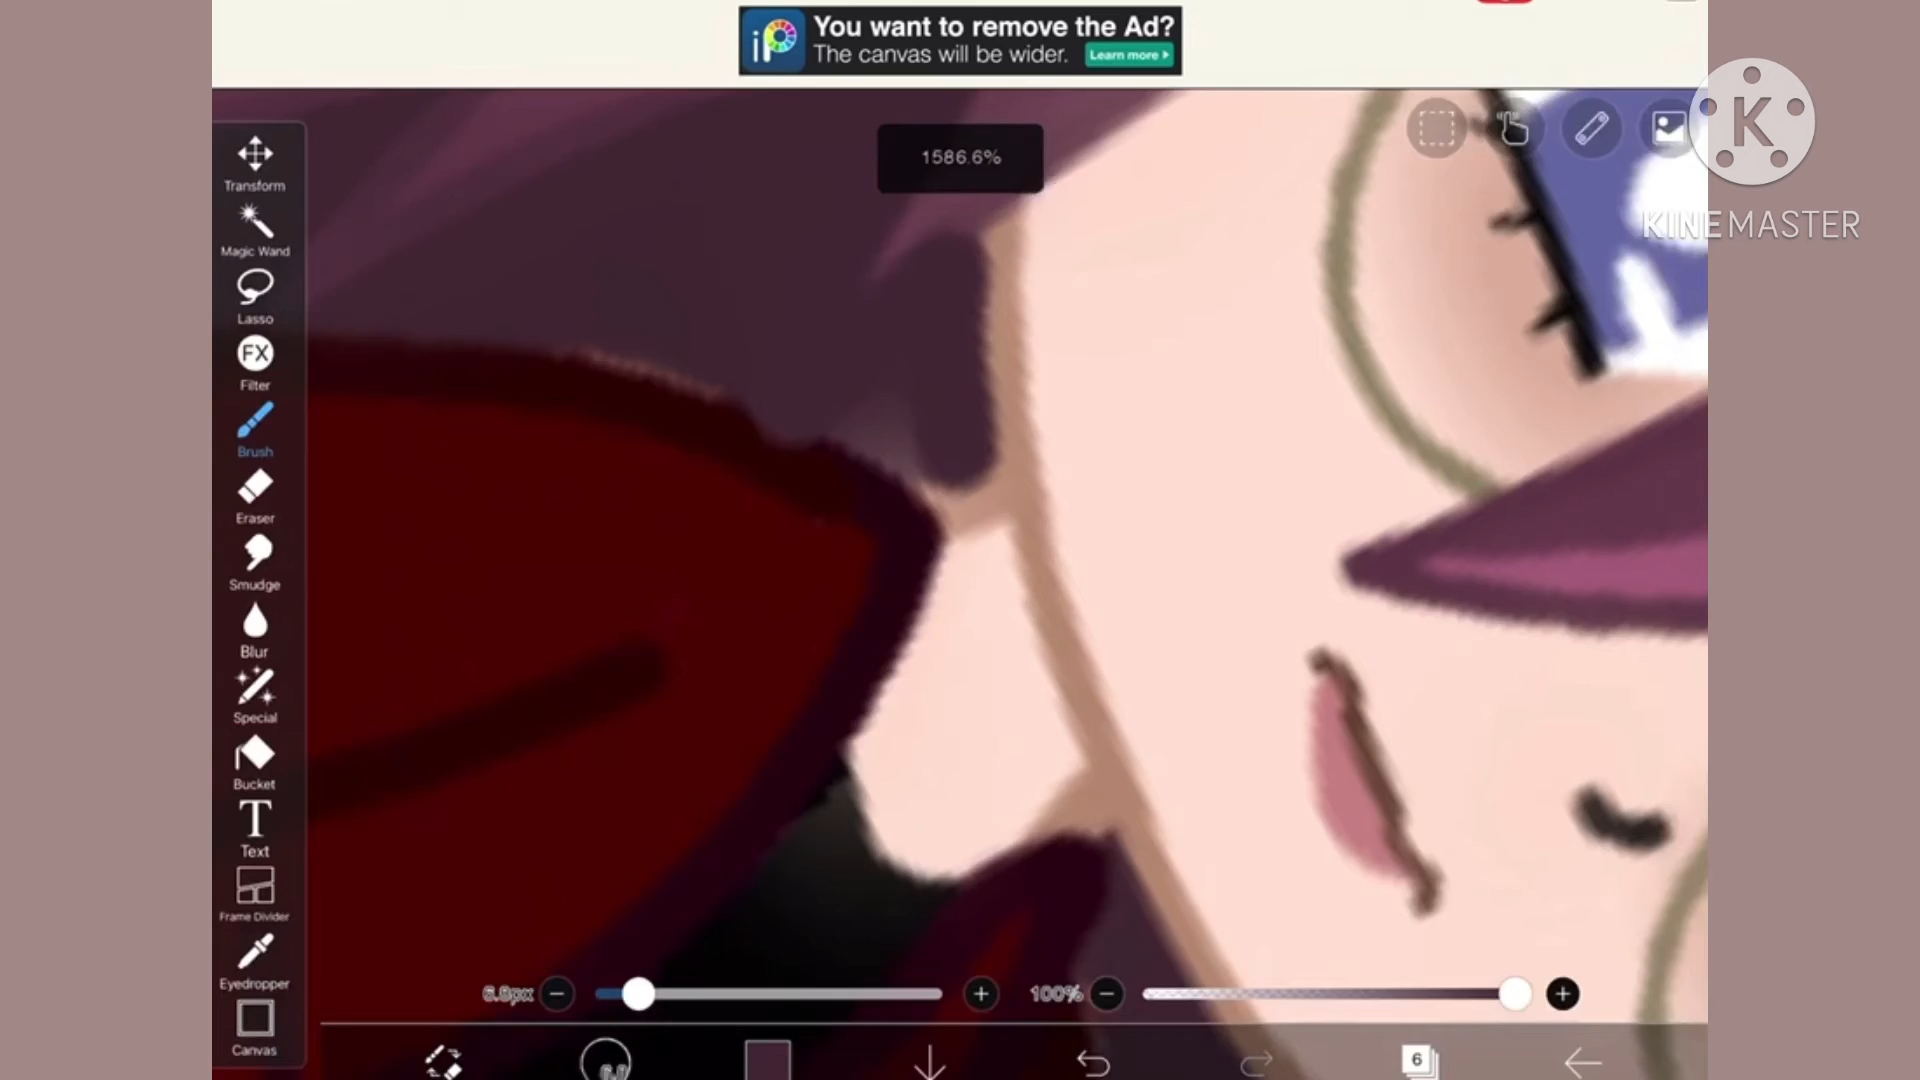 iP
You want to remove the Ad?
The canvas will be wider.
Learn more
1586.6%
K
KINEMASTER
Transform
Magic Wand
Lasso
FX
Filter
Brush
Eraser
Smudge
Blur
Special
Bucket
T
Text
Frame Divider
Eyedropper
Canvas
100%
6